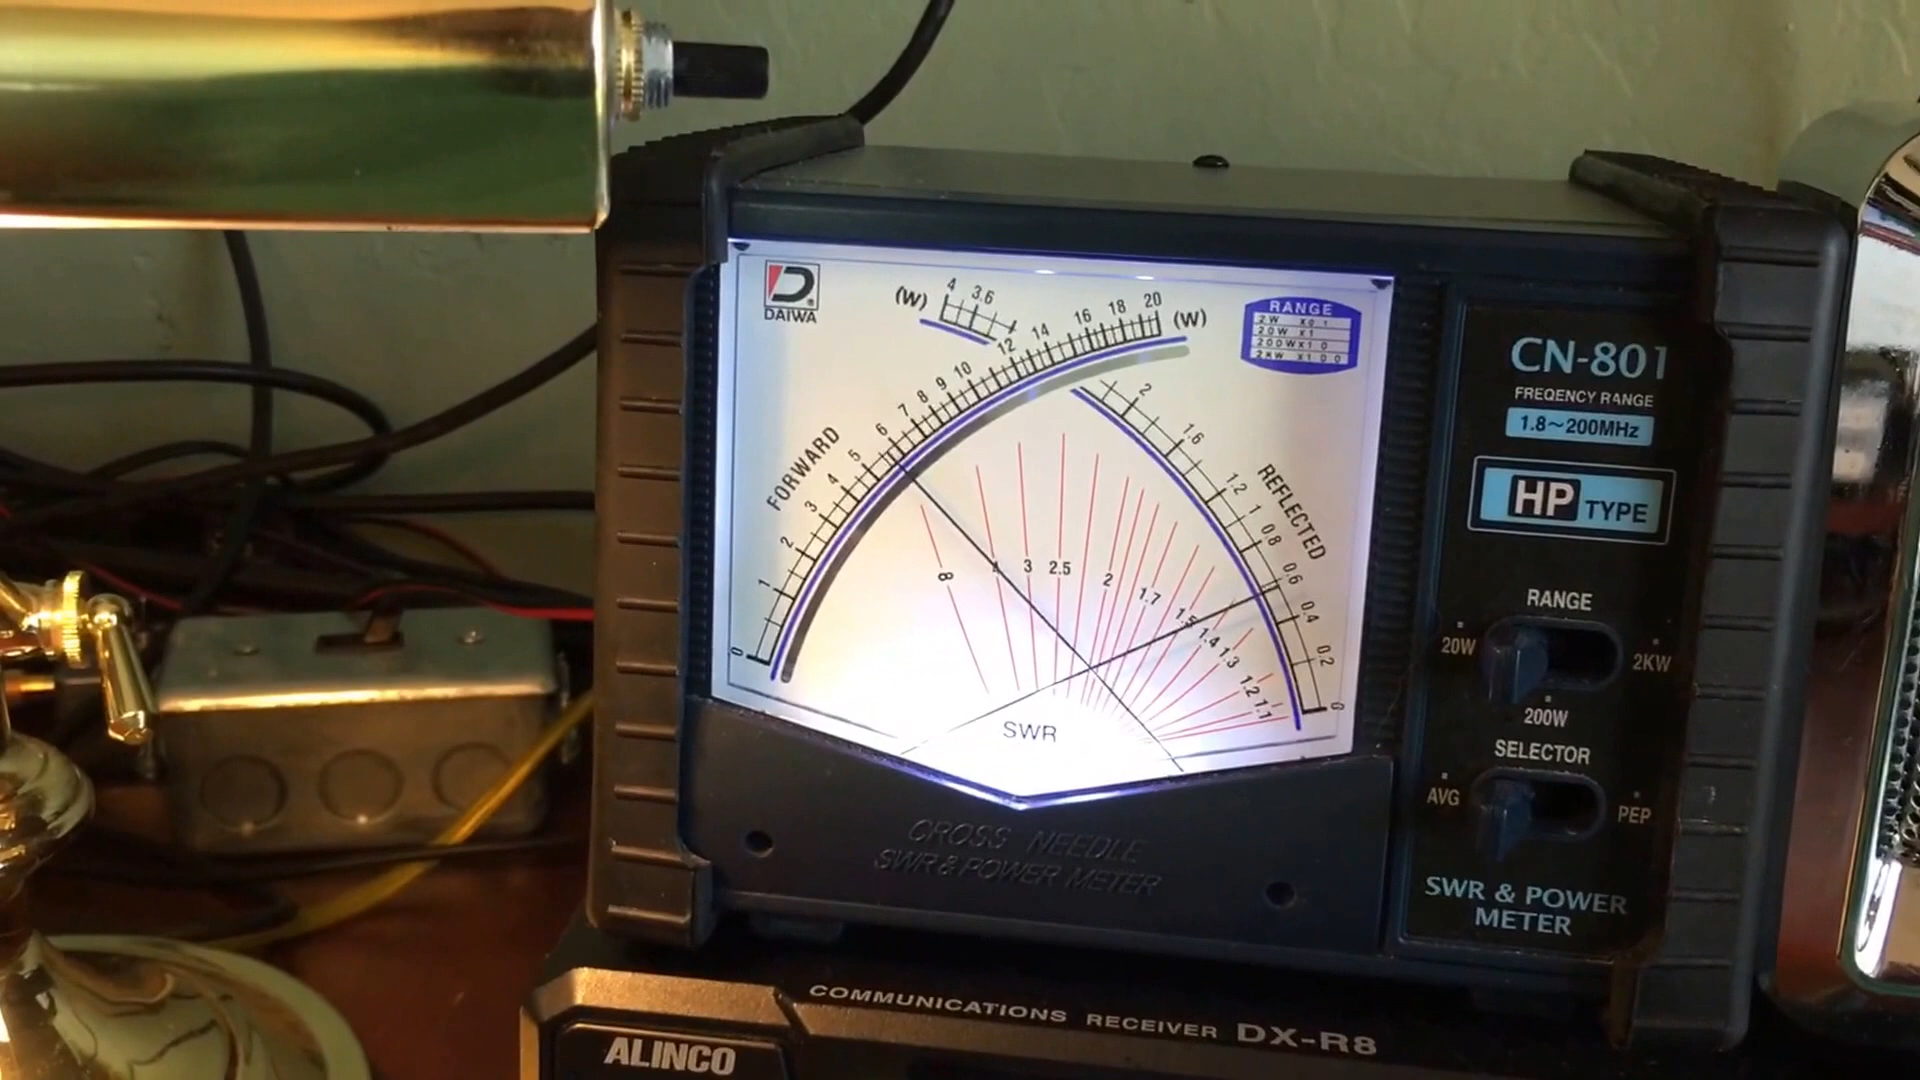 DAIWA
(W) 4 3.6
12 14 16 18 20 (W)
FORWARD
0 1 2 3 4 5 6 7 8 9 10
REFLECTED
2 1.6 1.2 1 0.8 0.6 0.4 0.2 0
8 4 3 2.5 2 1.7 1.5 1.4 1.3 1.2 1.1
SWR
RANGE
2W X0.1
20W X1
200W X10
2KW X100
CROSS NEEDLE
SWR & POWER METER
CN-801
FREQENCY RANGE
1.8~200MHz
HP TYPE
RANGE
20W 2KW
200W
SELECTOR
AVG PEP
SWR & POWER
METER
COMMUNICATIONS RECEIVER DX-R8
ALINCO